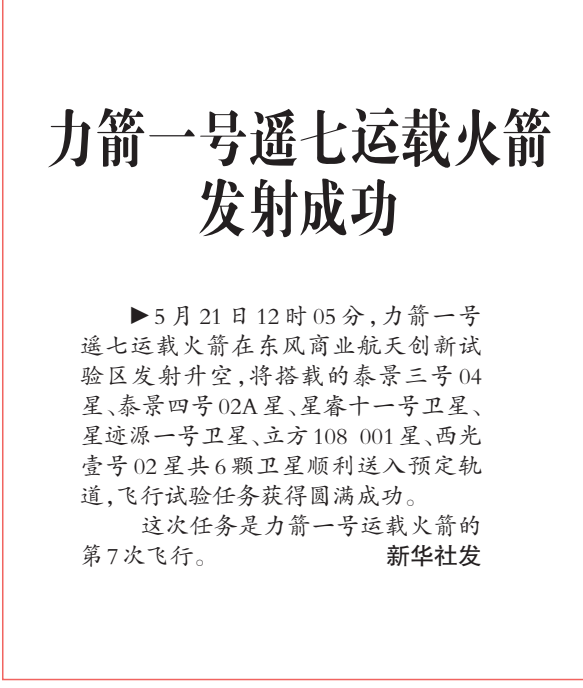 力箭一号遥七运载火箭
发射成功
▶5月21日12时05分,力箭一号
遥七运载火箭在东风商业航天创新试
验区发射升空,将搭载的泰景三号04
星、泰景四号02A星、星睿十一号卫星、
星迹源一号卫星、立方108 001星、西光
壹号02星共6颗卫星顺利送入预定轨
道,飞行试验任务获得圆满成功。
这次任务是力箭一号运载火箭的
第7次飞行。 新华社发